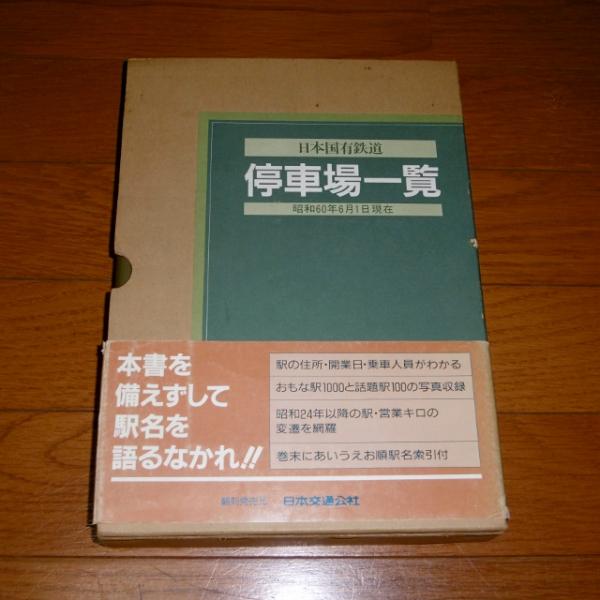 日本国有鉄道
停車場一覧
昭和60年6月1日現在
本書を
備えずして
駅名を
語るなかれ!!
駅の住所・開業日・乗車人員がわかる
おもな駅1000と話題駅100の写真収録
昭和24年以降の駅・営業キロの
変遷を網羅
巻末にあいうえお順駅名索引付
日本交通公社